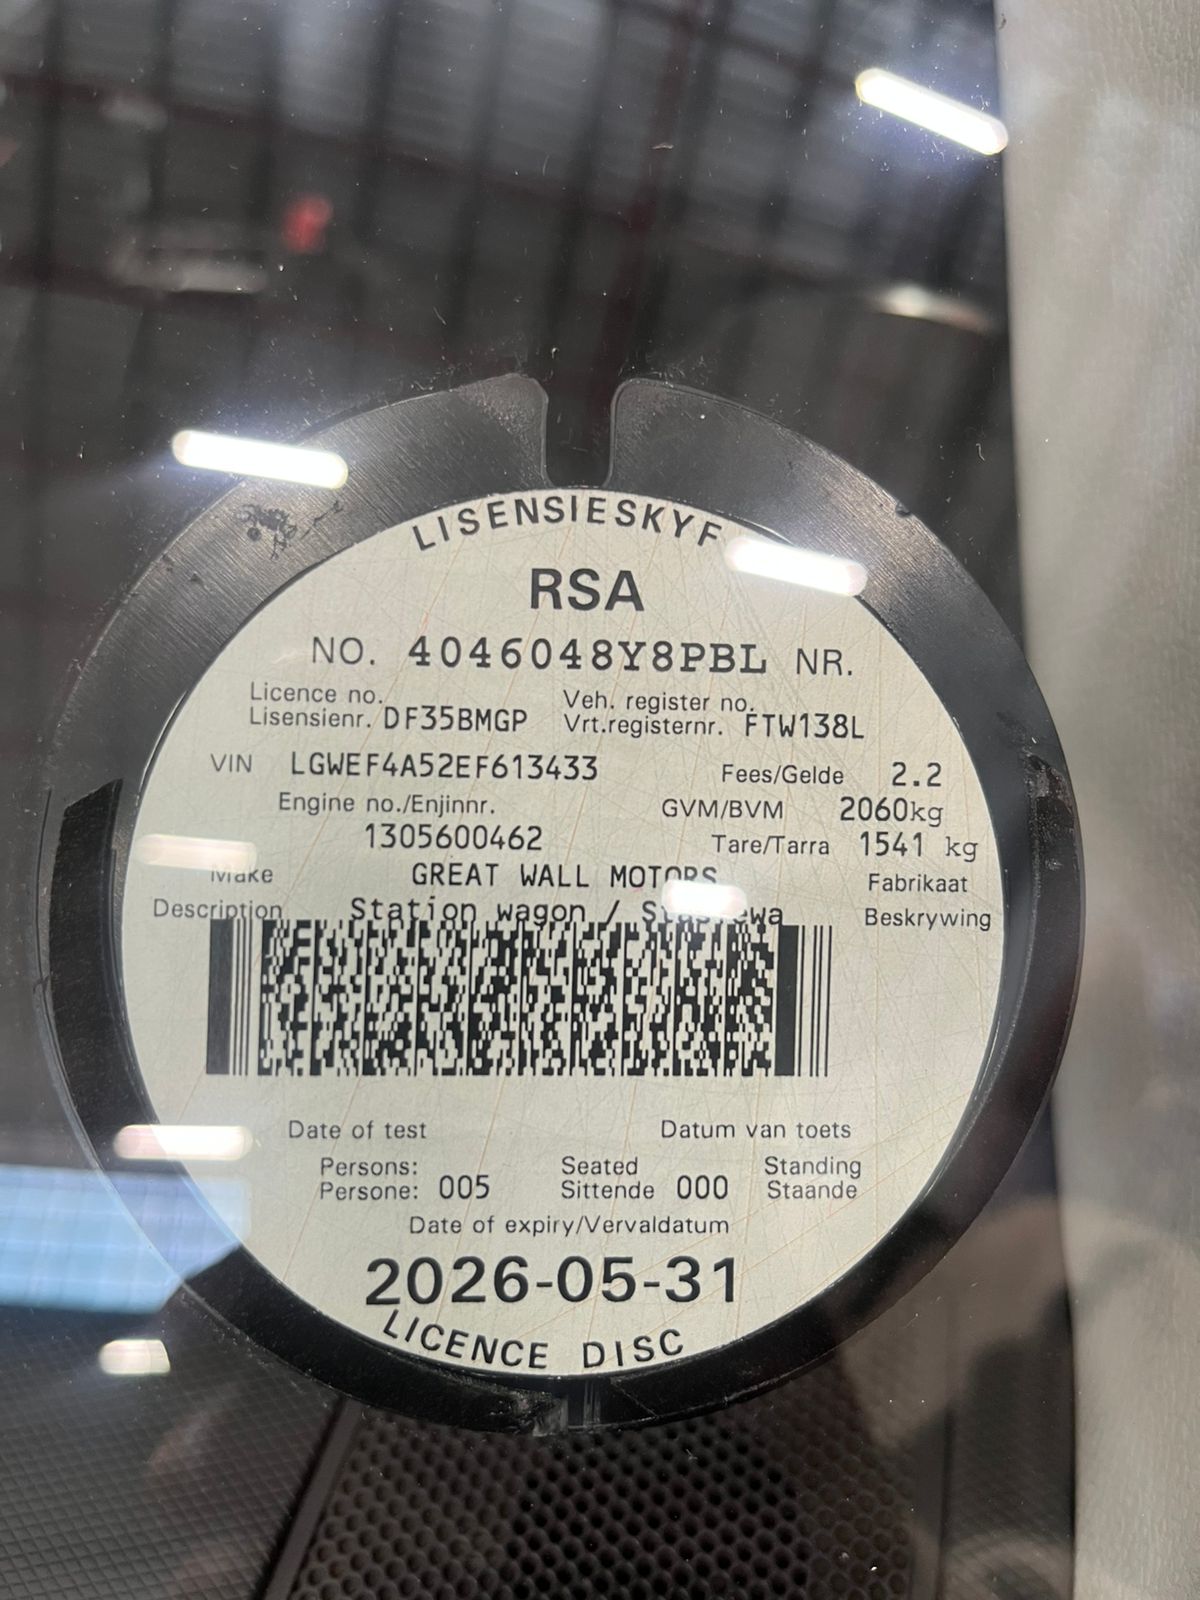 LISENSIESKYF
RSA
NO. 4046048Y8PBL NR.
Licence no. Veh. register no.
Lisensienr. DF35BMGP Vrt.registernr. FTW138L
VIN LGWEF4A52EF613433 Fees/Gelde 2.2
Engine no./Enjinnr. GVM/BVM 2060kg
1305600462 Tare/Tarra 1541 kg
Make GREAT WALL MOTORS Fabrikaat
Description Station wagon / Beskrywing
Date of test Datum van toets
Persons: Seated Standing
Persone: 005 Sittende 000 Staande
Date of expiry/Vervaldatum
2026-05-31
LICENCE DISC